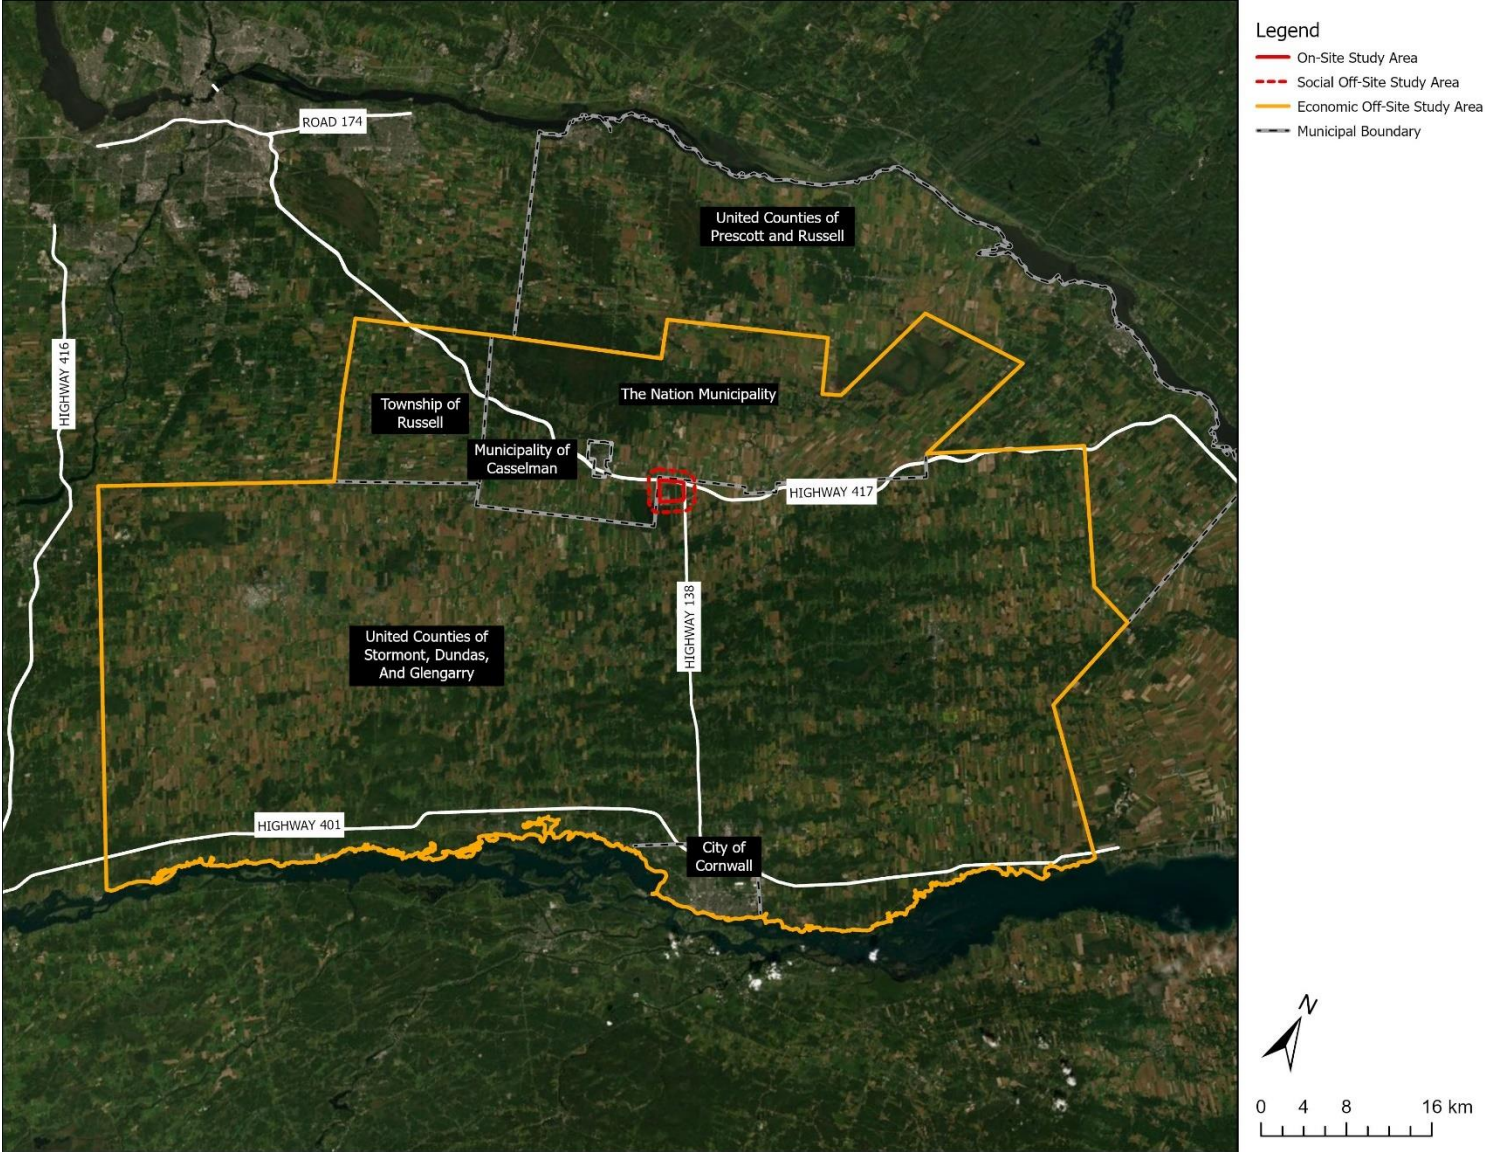 Legend
On-Site Study Area
Social Off-Site Study Area
Economic Off-Site Study Area
Municipal Boundary
ROAD 174
United Counties of
Prescott and Russell
HIGHWAY 416
The Nation Municipality
Township of
Russell
Municipality of
Casselman
HIGHWAY 417
HIGHWAY 138
United Counties of
Stormont, Dundas,
And Glengarry
HIGHWAY 401
City of
Cornwall
N
0 4 8 16 km